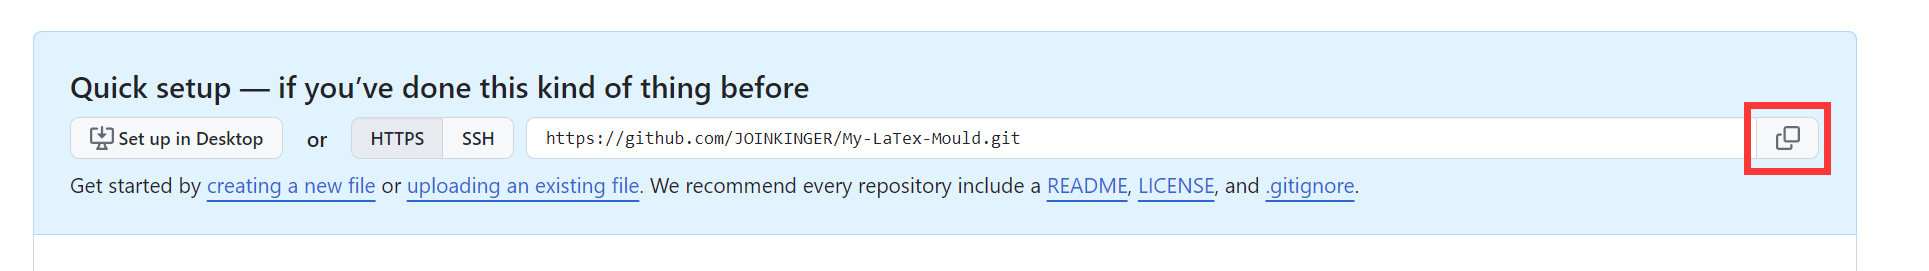 Quick setup — if you’ve done this kind of thing before
Set up in Desktop or HTTPS SSH https://github.com/JOINKINGER/My-LaTex-Mould.git
Get started by creating a new file or uploading an existing file. We recommend every repository include a README, LICENSE, and .gitignore.